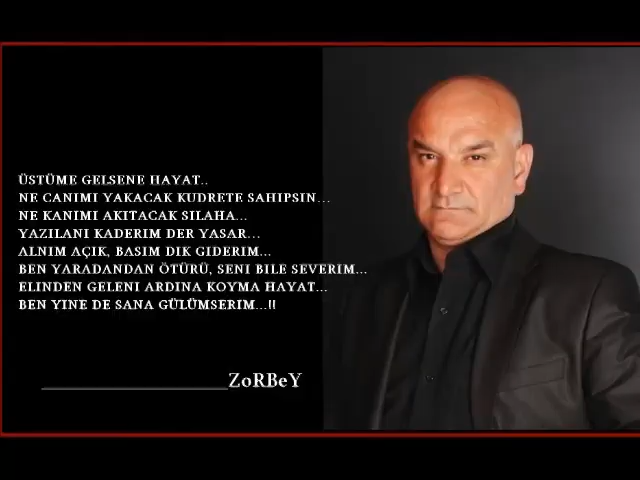 ÜSTÜME GELSENE HAYAT..
NE CANIMI YAKACAK KUDRETE SAHIPSIN...
NE KANIMI AKITACAK SILAHA...
YAZILANI KADERIM DER YASAR...
ALNIM AÇIK, BASIM DIK GIDERIM...
BEN YARADANDAN ÖTÜRÜ, SENI BILE SEVERIM...
ELINDEN GELENI ARDINA KOYMA HAYAT...
BEN YINE DE SANA GÜLÜMSERIM...!!
____________________ZoRBeY